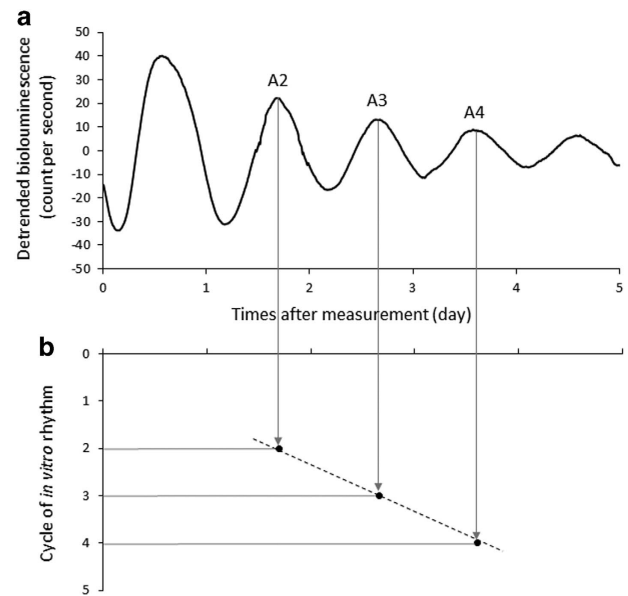 a
Detrended biolouminescence
(count per second)
50
40
30
20
10
0
-10
-20
-30
-40
-50
A2
A3
A4
0 1 2 3 4 5
Times after measurement (day)
b
Cycle of in vitro rhythm
0
1
2
3
4
5